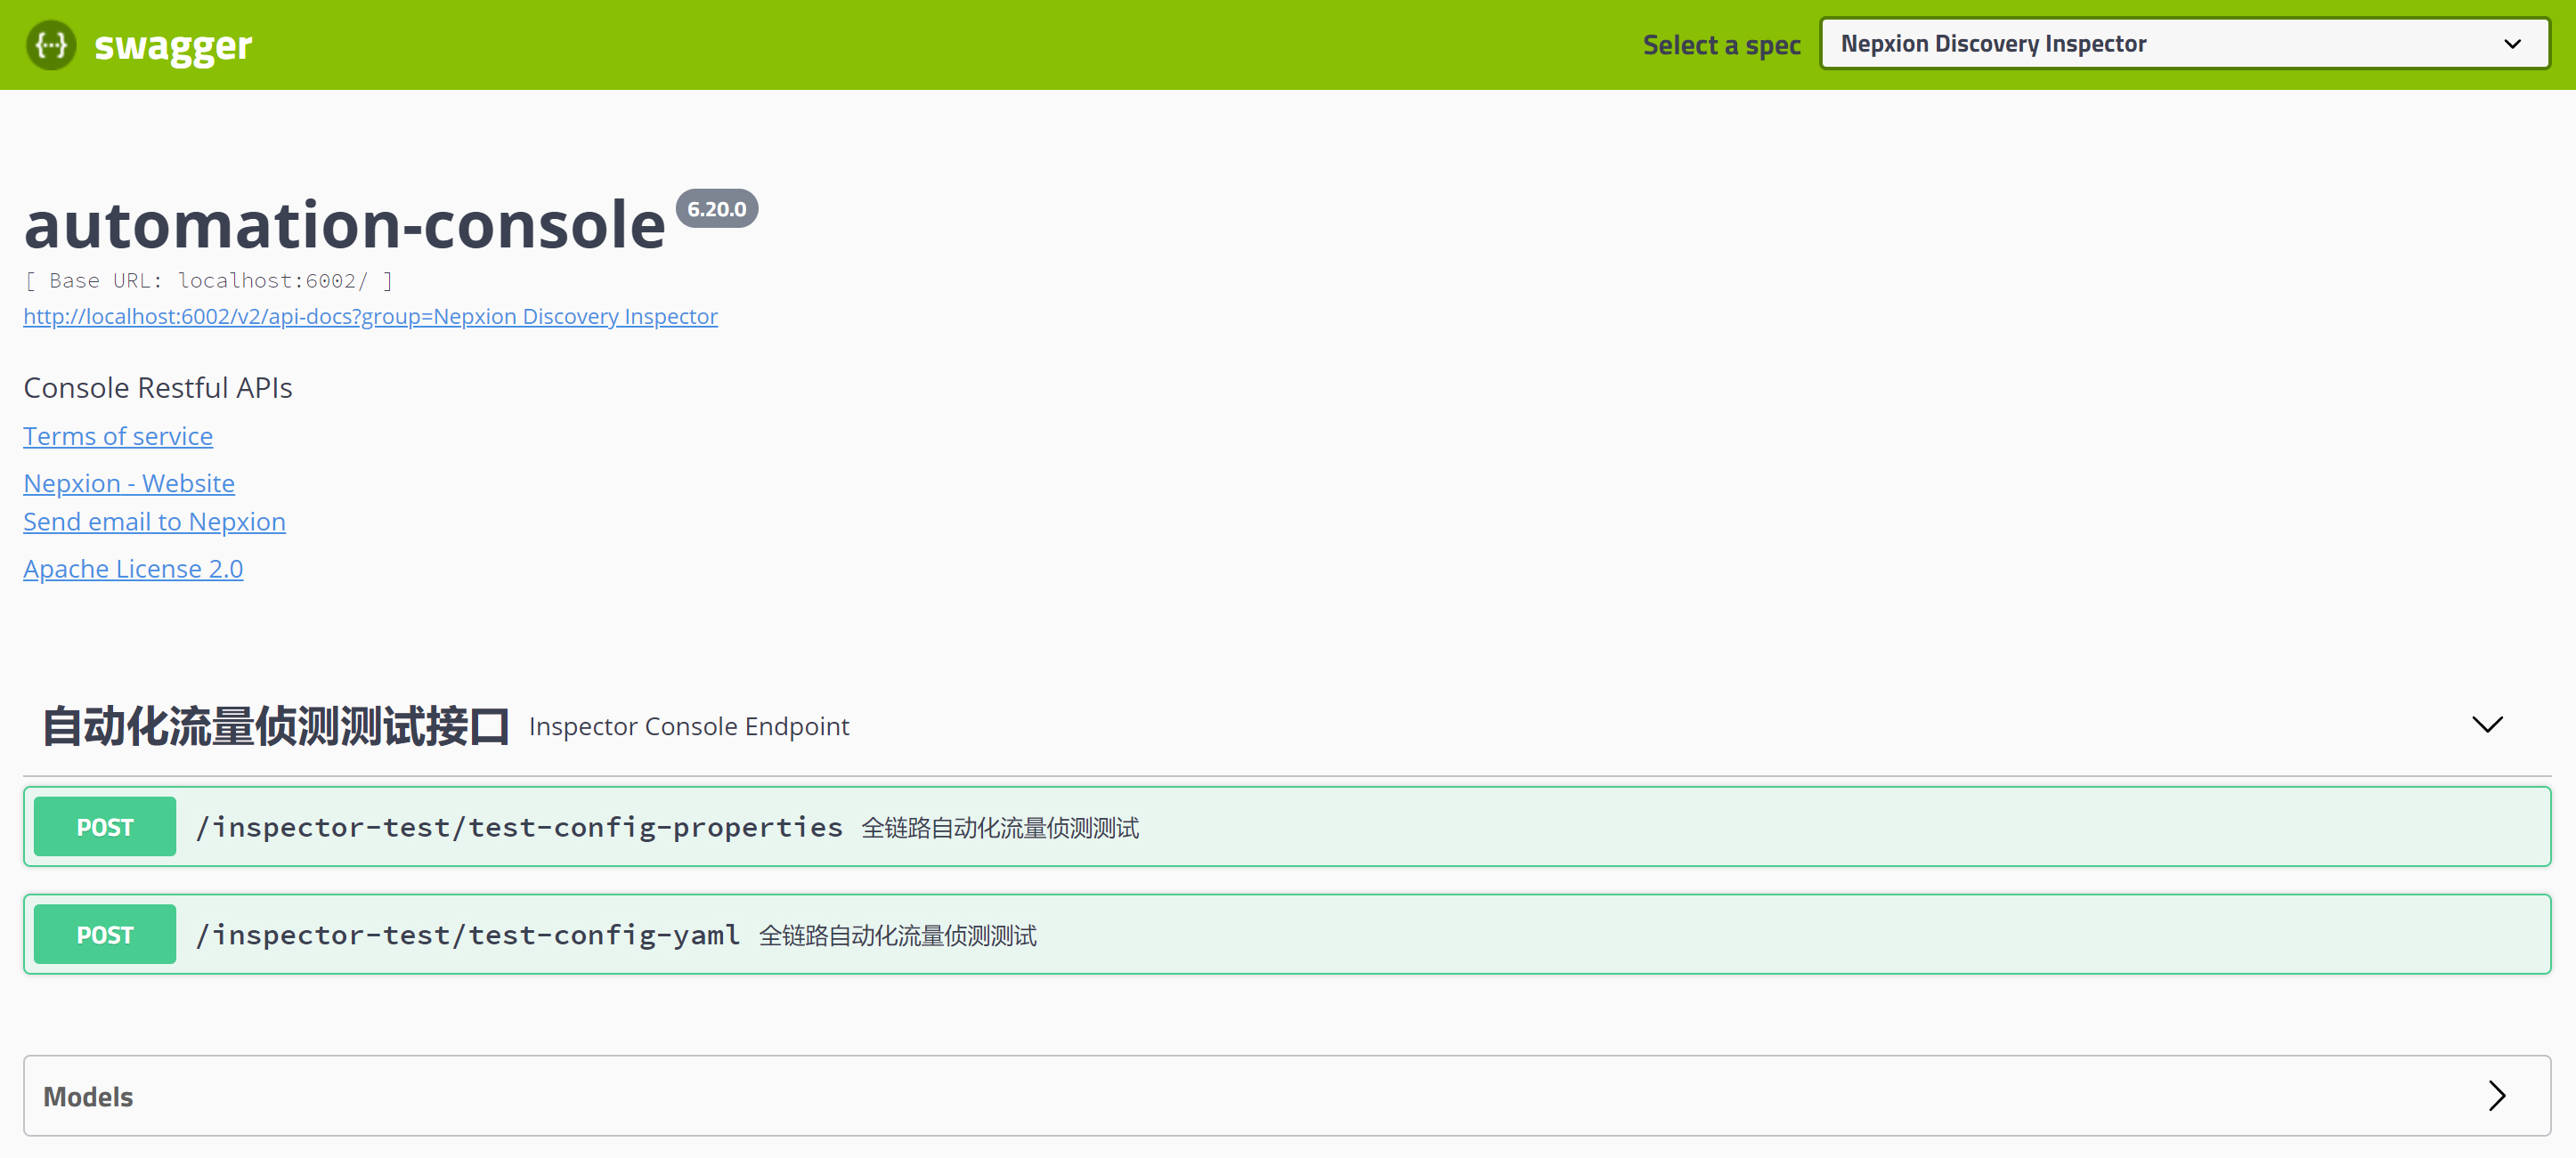 swagger
Select a spec
Nepxion Discovery Inspector
automation-console 6.20.0
[ Base URL: localhost:6002/ ]
http://localhost:6002/v2/api-docs?group=Nepxion Discovery Inspector
Console Restful APIs
Terms of service
Nepxion - Website
Send email to Nepxion
Apache License 2.0
自动化流量侦测测试接口 Inspector Console Endpoint
POST /inspector-test/test-config-properties 全链路自动化流量侦测测试
POST /inspector-test/test-config-yaml 全链路自动化流量侦测测试
Models